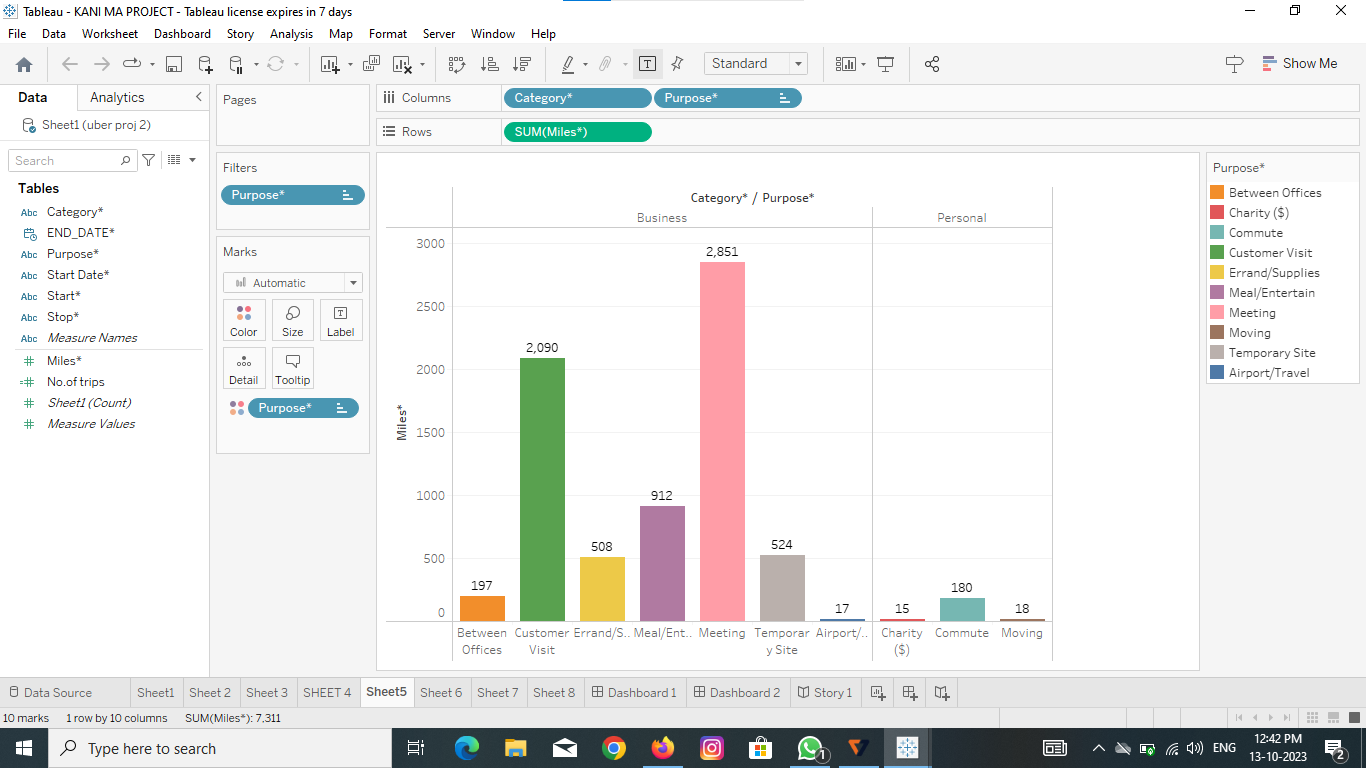 Tableau - KANI MA PROJECT - Tableau license expires in 7 days
File Data Worksheet Dashboard Story Analysis Map Format Server Window Help
Standard
Show Me
Data Analytics
Sheet1 (uber proj 2)
Search
Tables
Abc Category*
END_DATE*
Abc Purpose*
Abc Start Date*
Abc Start*
Abc Stop*
Abc Measure Names
Miles*
No.of trips
Sheet1 (Count)
Measure Values
Pages
Filters
Purpose*
Marks
Automatic
Color Size Label
Detail Tooltip
Purpose*
Columns Category* Purpose*
Rows SUM(Miles*)
Category* / Purpose*
Business Personal
Miles*
3000
2500
2000
1500
1000
500
0
197
2,090
508
912
2,851
524
17
15
180
18
Between Customer Errand/S.. Meal/Ent.. Meeting Temporar Airport/.. Charity Commute Moving
Offices Visit y Site ($)
Purpose*
Between Offices
Charity ($)
Commute
Customer Visit
Errand/Supplies
Meal/Entertain
Meeting
Moving
Temporary Site
Airport/Travel
Data Source Sheet1 Sheet 2 Sheet 3 SHEET 4 Sheet5 Sheet 6 Sheet 7 Sheet 8 Dashboard 1 Dashboard 2 Story 1
10 marks 1 row by 10 columns SUM(Miles*): 7,311
Type here to search
1
ENG
12:42 PM
13-10-2023
2